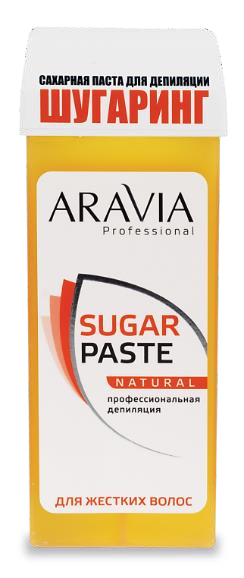 САХАРНАЯ ПАСТА ДЛЯ ДЕПИЛЯЦИИ
ШУГАРИНГ
ARAVIA
Professional
SUGAR
PASTE
NATURAL
профессиональная
депиляция
ДЛЯ ЖЕСТКИХ ВОЛОС